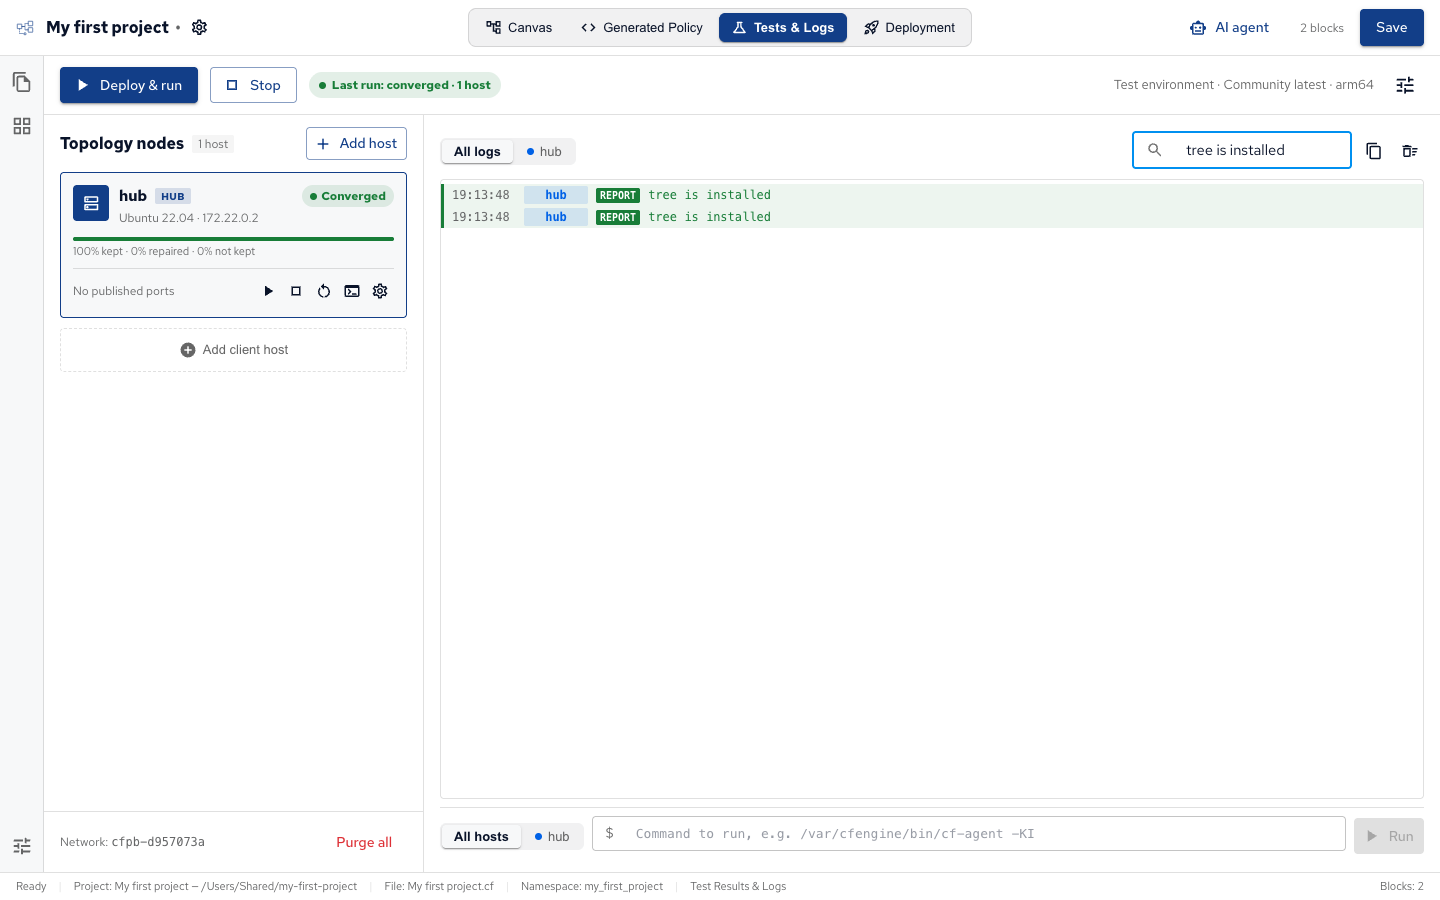 My first project •
Canvas
Generated Policy
Tests & Logs
Deployment
AI agent
2 blocks
Save
Deploy & run
Stop
Last run: converged · 1 host
Test environment · Community latest · arm64
Topology nodes
1 host
Add host
hub HUB
Converged
Ubuntu 22.04 · 172.22.0.2
100% kept · 0% repaired · 0% not kept
No published ports
Add client host
All logs
hub
tree is installed
19:13:48 hub REPORT tree is installed
19:13:48 hub REPORT tree is installed
Network: cfpb-d957073a
Purge all
All hosts
hub
$ Command to run, e.g. /var/cfengine/bin/cf-agent -KI
Run
Ready
Project: My first project — /Users/Shared/my-first-project
File: My first project.cf
Namespace: my_first_project
Test Results & Logs
Blocks: 2